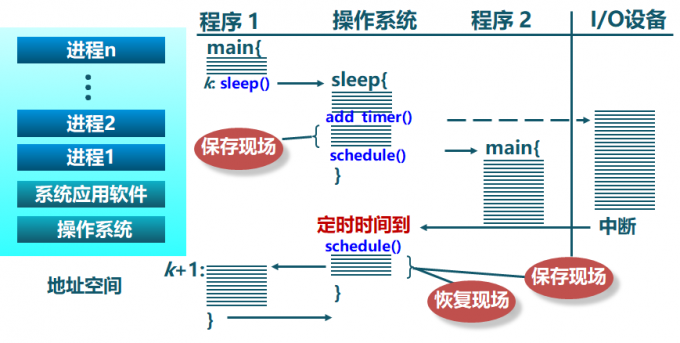 程序 1
操作系统
程序 2
I/O设备
进程n
⋮
进程2
进程1
系统应用软件
操作系统
地址空间
main{
k: sleep()
sleep{
add timer()
保存现场
schedule()
}
main{
定时时间到
中断
schedule()
k+1:
}
}
保存现场
恢复现场